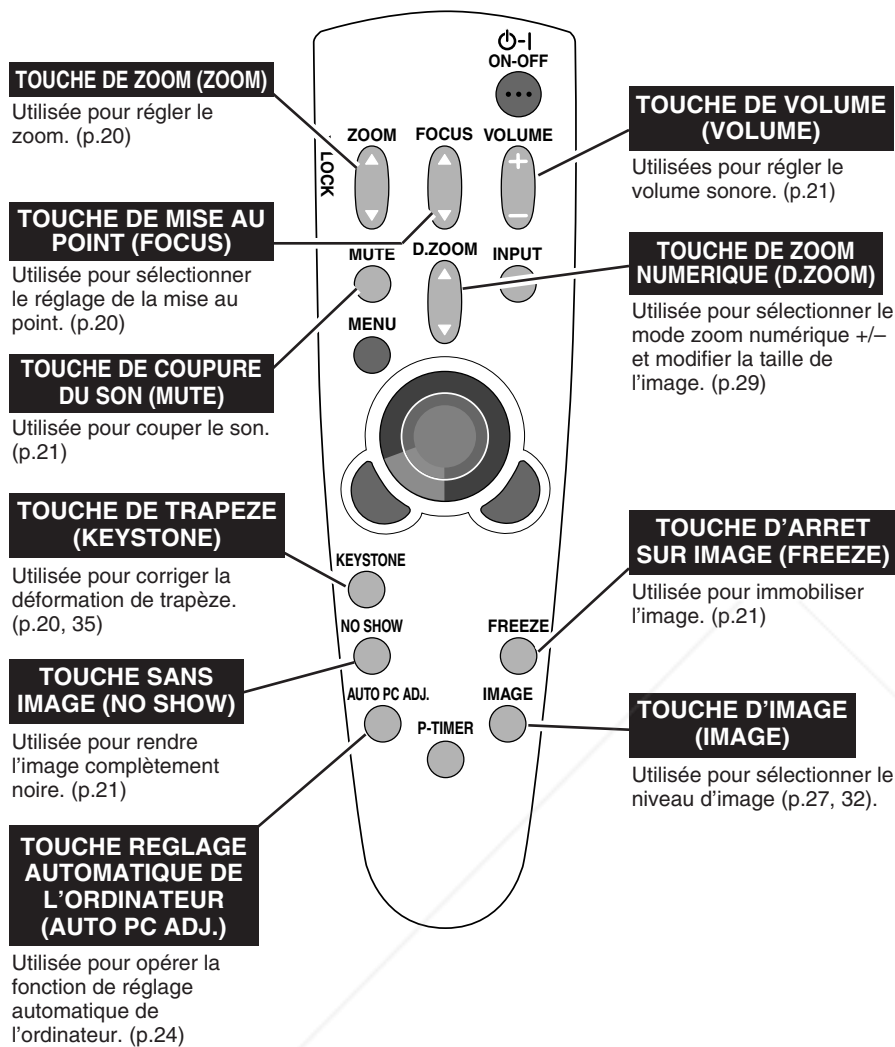 TOUCHE DE ZOOM (ZOOM)
Utilisée pour régler le
zoom. (p.20)
TOUCHE DE MISE AU
POINT (FOCUS)
Utilisée pour sélectionner
le réglage de la mise au
point. (p.20)
TOUCHE DE COUPURE
DU SON (MUTE)
Utilisée pour couper le son.
(p.21)
TOUCHE DE TRAPEZE
(KEYSTONE)
Utilisée pour corriger la
déformation de trapèze.
(p.20, 35)
TOUCHE SANS
IMAGE (NO SHOW)
Utilisée pour rendre
l'image complètement
noire. (p.21)
TOUCHE REGLAGE
AUTOMATIQUE DE
L'ORDINATEUR
(AUTO PC ADJ.)
Utilisée pour opérer la
fonction de réglage
automatique de
l'ordinateur. (p.24)
ON-OFF
ZOOM FOCUS VOLUME
LOCK
MUTE D.ZOOM INPUT
MENU
KEYSTONE
NO SHOW FREEZE
AUTO PC ADJ. IMAGE
P-TIMER
TOUCHE DE VOLUME
(VOLUME)
Utilisées pour régler le
volume sonore. (p.21)
TOUCHE DE ZOOM
NUMERIQUE (D.ZOOM)
Utilisée pour sélectionner le
mode zoom numérique +/–
et modifier la taille de
l'image. (p.29)
TOUCHE D'ARRET
SUR IMAGE (FREEZE)
Utilisée pour immobiliser
l'image. (p.21)
TOUCHE D'IMAGE
(IMAGE)
Utilisée pour sélectionner le
niveau d'image (p.27, 32).